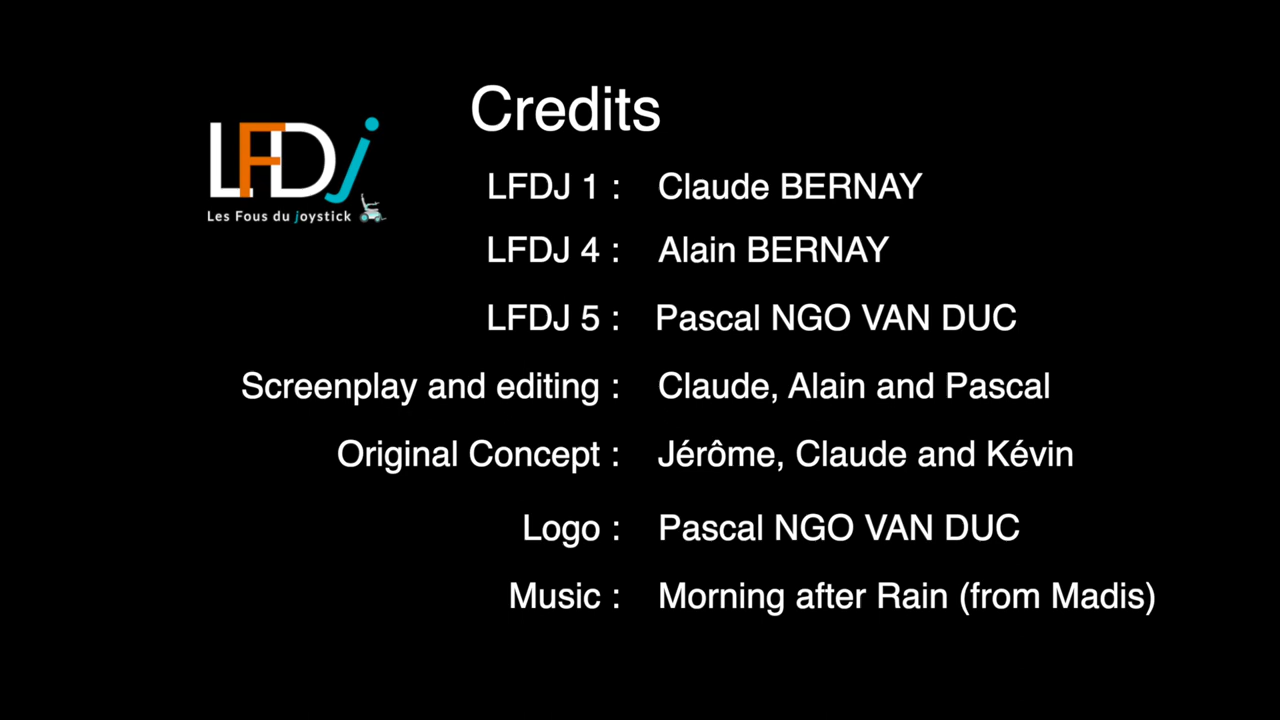 Credits
LFDj
Les Fous du joystick
LFDJ 1 : Claude BERNAY
LFDJ 4 : Alain BERNAY
LFDJ 5 : Pascal NGO VAN DUC
Screenplay and editing : Claude, Alain and Pascal
Original Concept : Jérôme, Claude and Kévin
Logo : Pascal NGO VAN DUC
Music : Morning after Rain (from Madis)